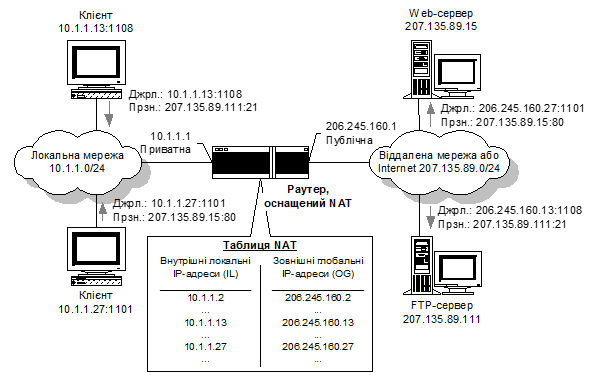 Клієнт
10.1.1.13:1108
Джрл.: 10.1.1.13:1108
Прзн.: 207.135.89.111:21
Локальна мережа
10.1.1.0/24
Джрл.: 10.1.1.27:1101
Прзн.: 207.135.89.15:80
Клієнт
10.1.1.27:1101
10.1.1.1
Приватна
206.245.160.1
Публічна
Раутер,
оснащений NAT
Web-сервер
207.135.89.15
Джрл.: 206.245.160.27:1101
Прзн.: 207.135.89.15:80
Віддалена мережа або
Internet 207.135.89.0/24
Джрл.: 206.245.160.13:1108
Прзн.: 207.135.89.111:21
FTP-сервер
207.135.89.111
Таблиця NAT
Внутрішні локальні
IP-адреси (IL)
Зовнішні глобальні
IP-адреси (OG)
10.1.1.2 206.245.160.2
... ...
10.1.1.13 206.245.160.13
... ...
10.1.1.27 206.245.160.27
... ...